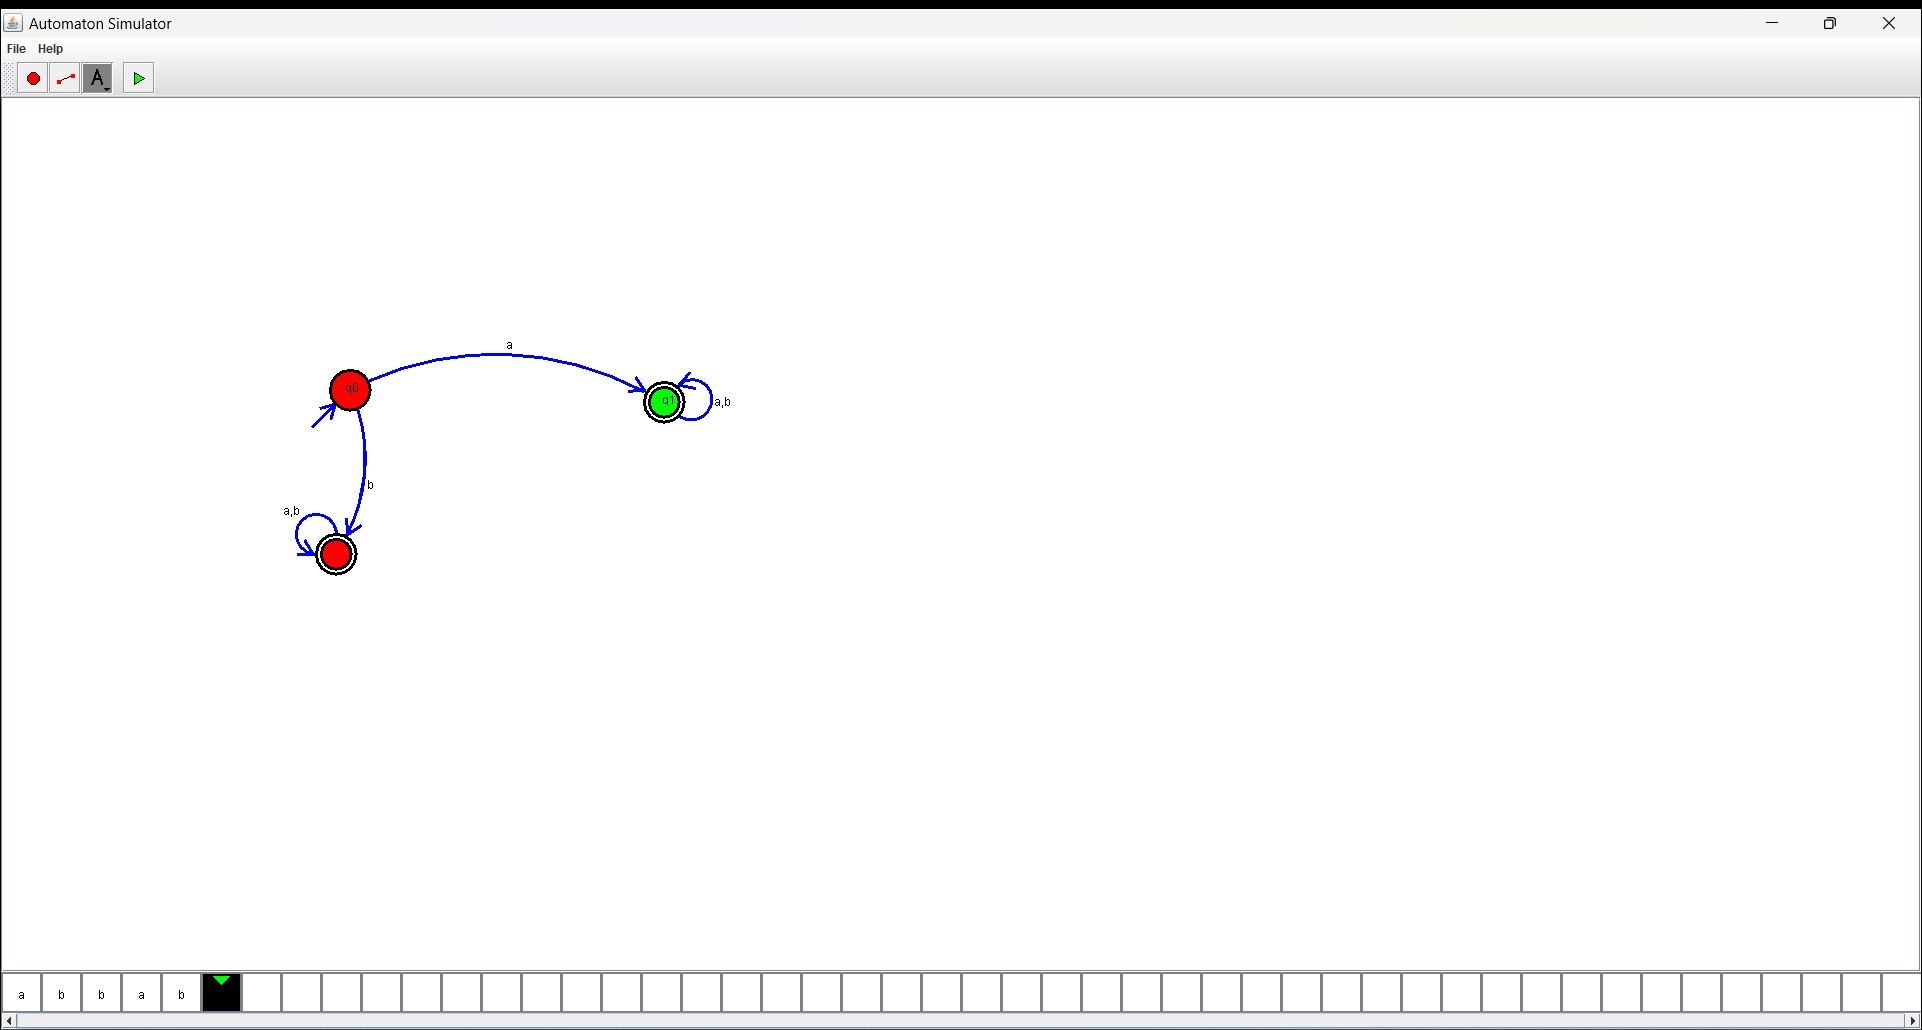 Automaton Simulator
File Help
A
a
q0
q1
a,b
b
a,b
a b b a b